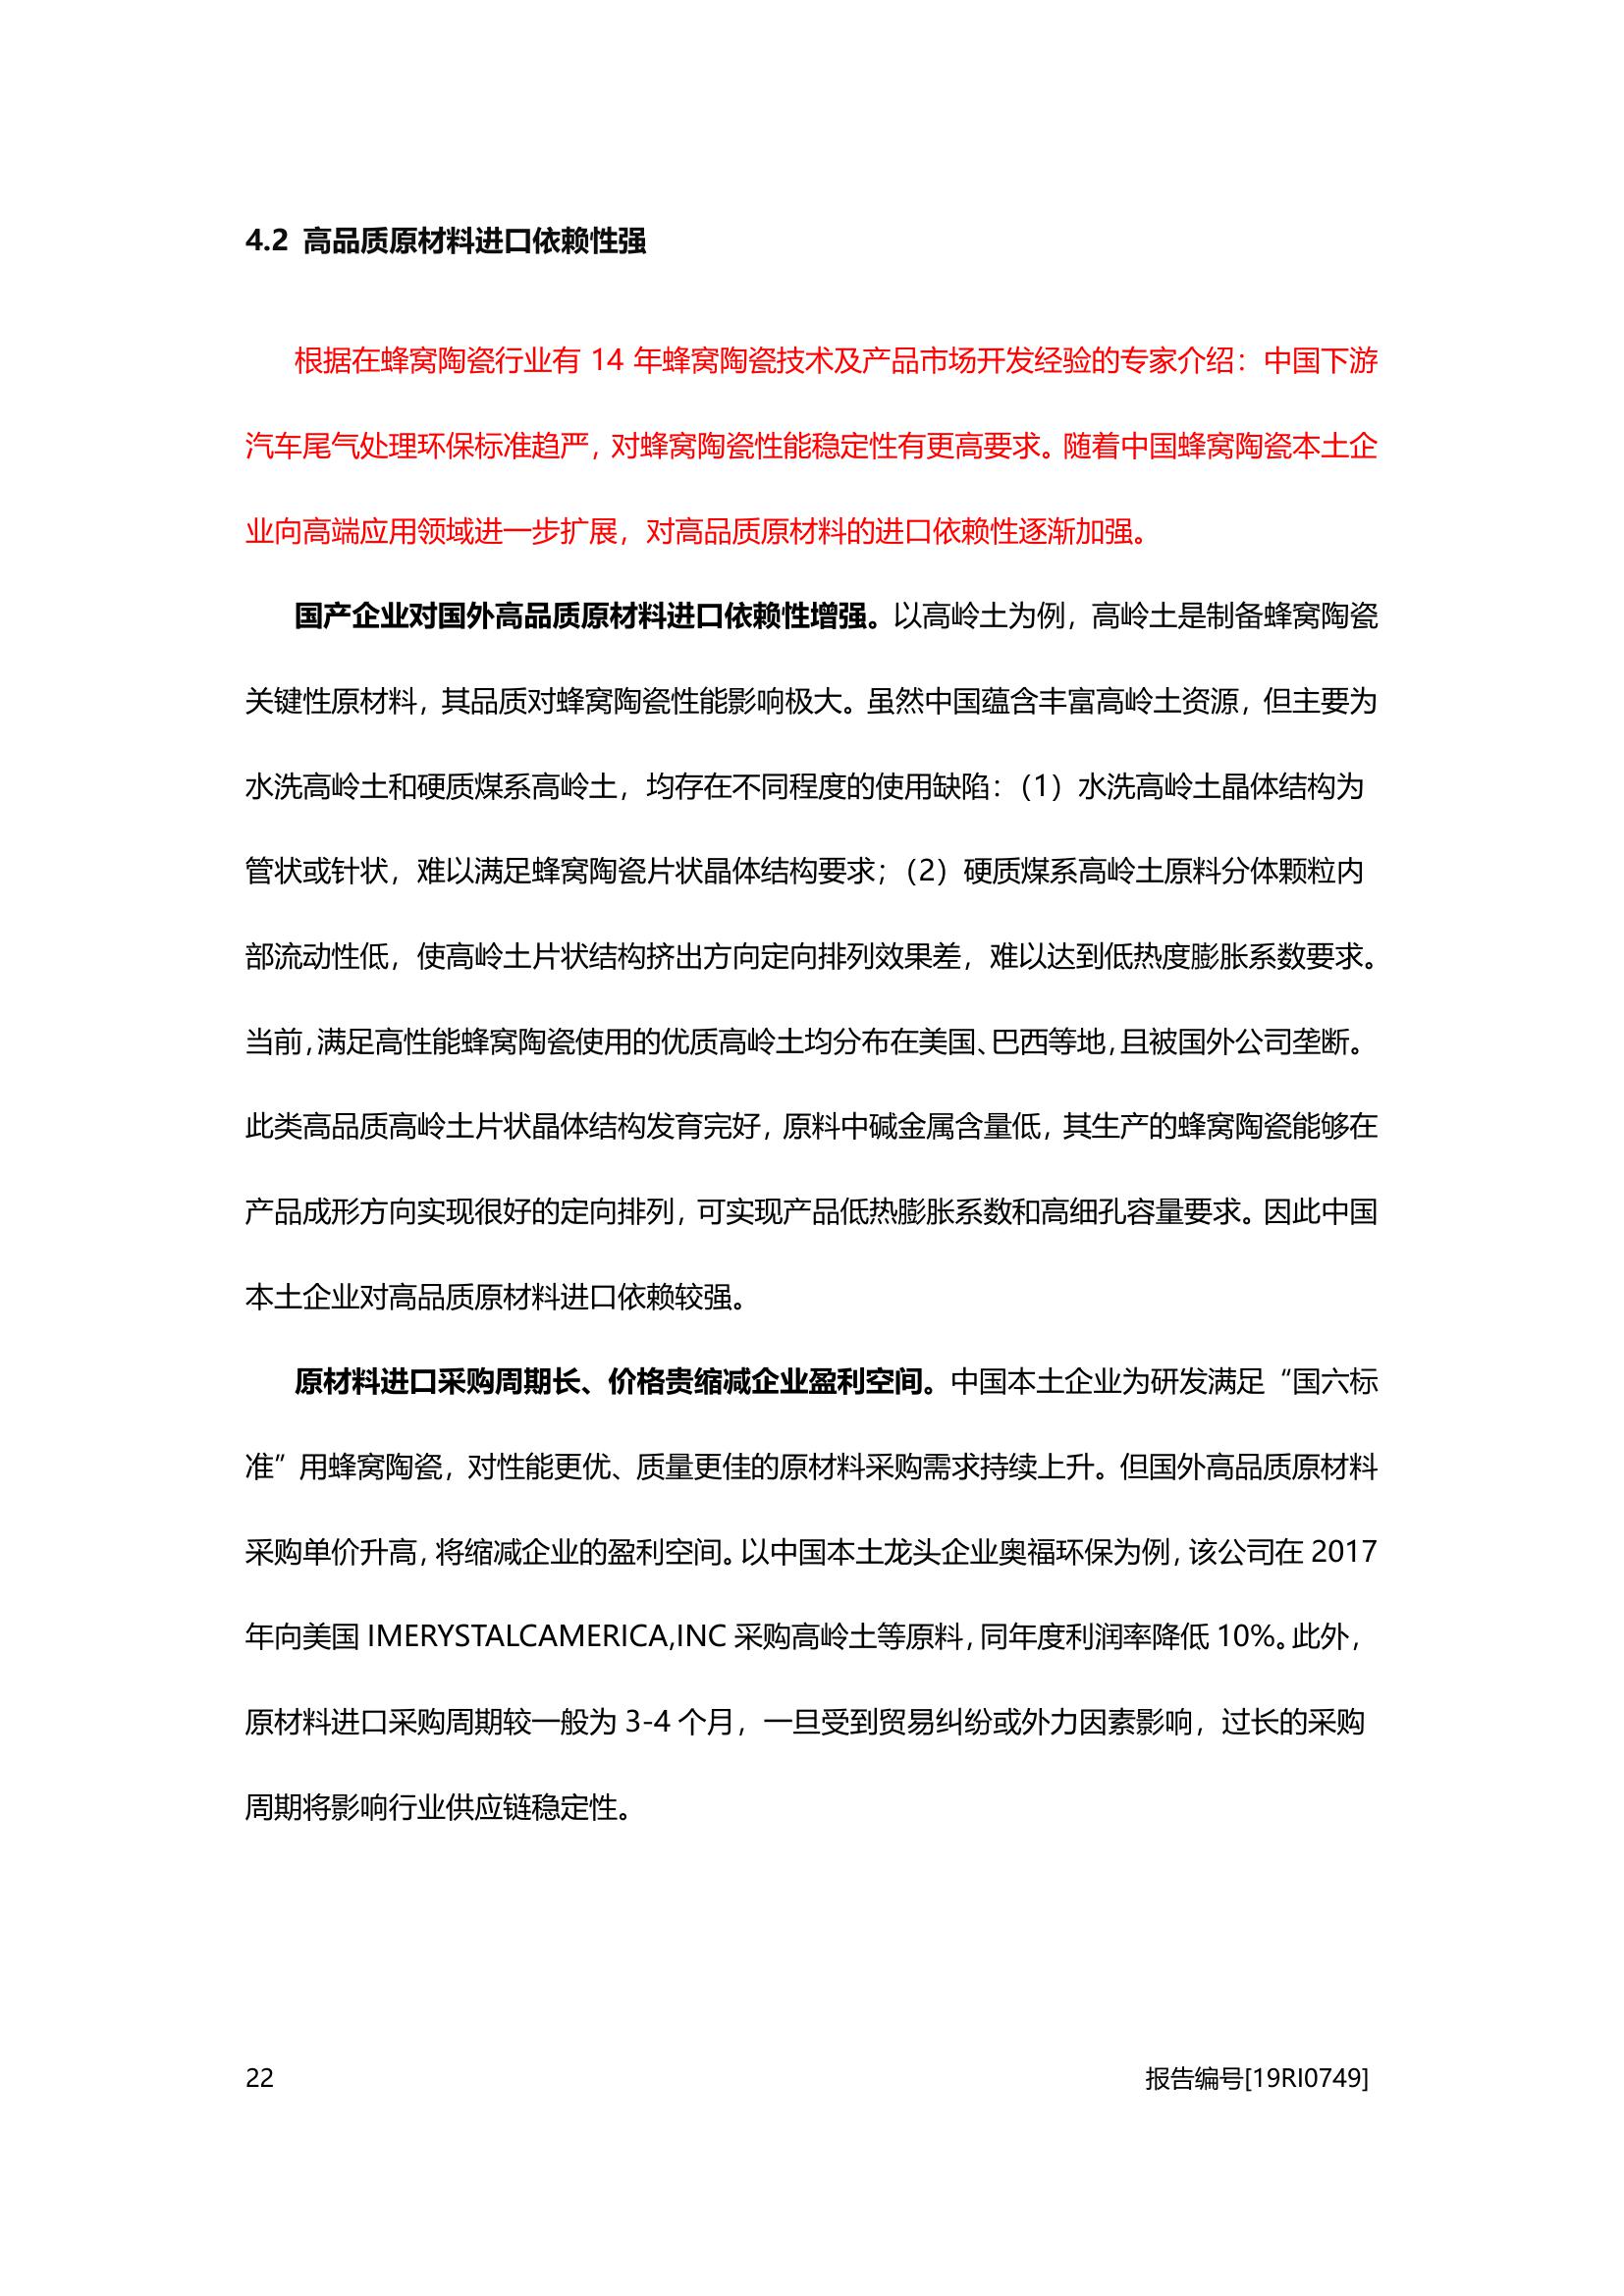 4.2 高品质原材料进口依赖性强
根据在蜂窝陶瓷行业有 14 年蜂窝陶瓷技术及产品市场开发经验的专家介绍：中国下游
汽车尾气处理环保标准趋严，对蜂窝陶瓷性能稳定性有更高要求。随着中国蜂窝陶瓷本土企
业向高端应用领域进一步扩展，对高品质原材料的进口依赖性逐渐加强。
国产企业对国外高品质原材料进口依赖性增强。以高岭土为例，高岭土是制备蜂窝陶瓷
关键性原材料，其品质对蜂窝陶瓷性能影响极大。虽然中国蕴含丰富高岭土资源，但主要为
水洗高岭土和硬质煤系高岭土，均存在不同程度的使用缺陷：（1）水洗高岭土晶体结构为
管状或针状，难以满足蜂窝陶瓷片状晶体结构要求；（2）硬质煤系高岭土原料分体颗粒内
部流动性低，使高岭土片状结构挤出方向定向排列效果差，难以达到低热度膨胀系数要求。
当前，满足高性能蜂窝陶瓷使用的优质高岭土均分布在美国、巴西等地，且被国外公司垄断。
此类高品质高岭土片状晶体结构发育完好，原料中碱金属含量低，其生产的蜂窝陶瓷能够在
产品成形方向实现很好的定向排列，可实现产品低热膨胀系数和高细孔容量要求。因此中国
本土企业对高品质原材料进口依赖较强。
原材料进口采购周期长、价格贵缩减企业盈利空间。中国本土企业为研发满足“国六标
准”用蜂窝陶瓷，对性能更优、质量更佳的原材料采购需求持续上升。但国外高品质原材料
采购单价升高，将缩减企业的盈利空间。以中国本土龙头企业奥福环保为例，该公司在 2017
年向美国 IMERYSTALCAMERICA,INC 采购高岭土等原料，同年度利润率降低 10%。此外，
原材料进口采购周期较一般为 3-4 个月，一旦受到贸易纠纷或外力因素影响，过长的采购
周期将影响行业供应链稳定性。
22 报告编号[19RI0749]